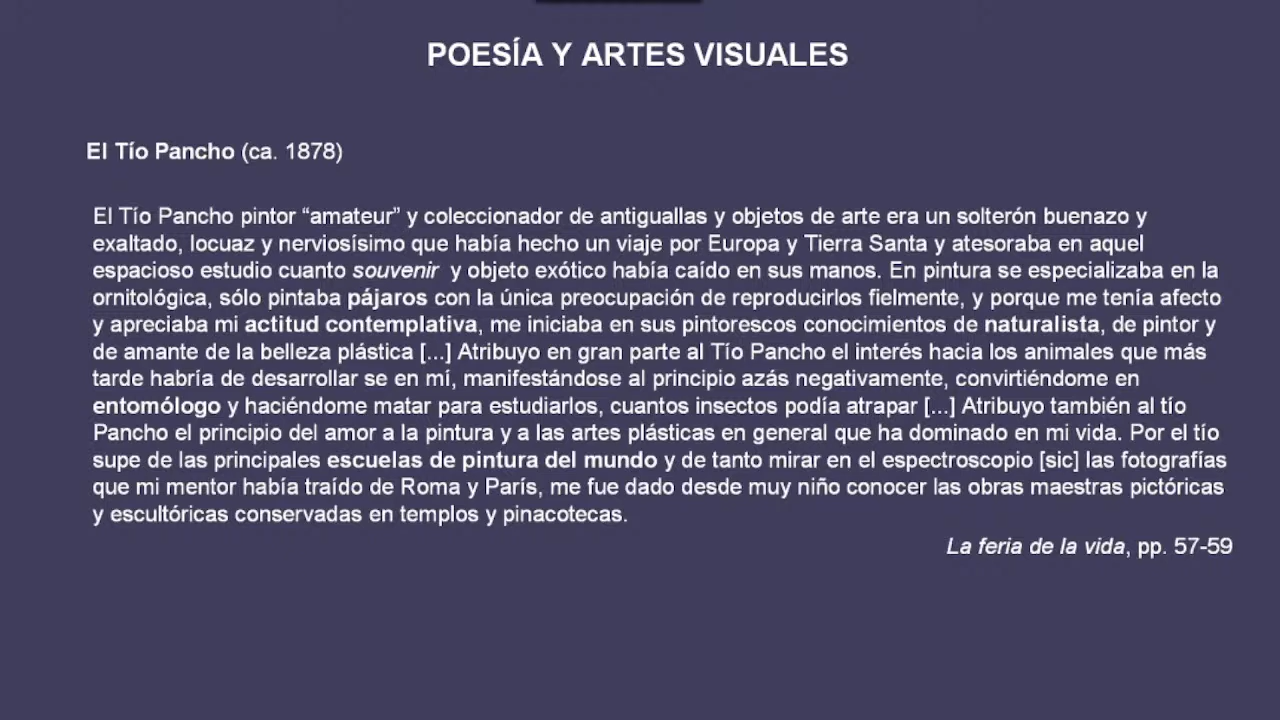 POESÍA Y ARTES VISUALES
El Tío Pancho (ca. 1878)
El Tío Pancho pintor “amateur” y coleccionador de antiguallas y objetos de arte era un solterón buenazo y
exaltado, locuaz y nerviosísimo que había hecho un viaje por Europa y Tierra Santa y atesoraba en aquel
espacioso estudio cuanto souvenir y objeto exótico había caído en sus manos. En pintura se especializaba en la
ornitológica, sólo pintaba pájaros con la única preocupación de reproducirlos fielmente, y porque me tenía afecto
y apreciaba mi actitud contemplativa, me iniciaba en sus pintorescos conocimientos de naturalista, de pintor y
de amante de la belleza plástica [...] Atribuyo en gran parte al Tío Pancho el interés hacia los animales que más
tarde habría de desarrollar se en mí, manifestándose al principio azás negativamente, convirtiéndome en
entomólogo y haciéndome matar para estudiarlos, cuantos insectos podía atrapar [...] Atribuyo también al tío
Pancho el principio del amor a la pintura y a las artes plásticas en general que ha dominado en mi vida. Por el tío
supe de las principales escuelas de pintura del mundo y de tanto mirar en el espectroscopio [sic] las fotografías
que mi mentor había traído de Roma y París, me fue dado desde muy niño conocer las obras maestras pictóricas
y escultóricas conservadas en templos y pinacotecas.
La feria de la vida, pp. 57-59